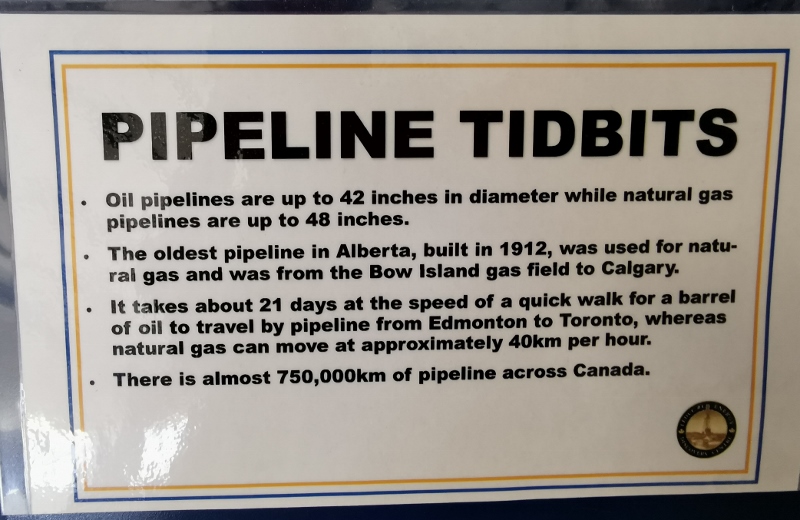 PIPELINE TIDBITS
• Oil pipelines are up to 42 inches in diameter while natural gas
pipelines are up to 48 inches.
• The oldest pipeline in Alberta, built in 1912, was used for natu-
ral gas and was from the Bow Island gas field to Calgary.
• It takes about 21 days at the speed of a quick walk for a barrel
of oil to travel by pipeline from Edmonton to Toronto, whereas
natural gas can move at approximately 40km per hour.
• There is almost 750,000km of pipeline across Canada.